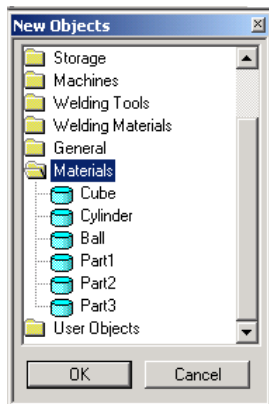 New Objects
Storage
Machines
Welding Tools
Welding Materials
General
Materials
Cube
Cylinder
Ball
Part1
Part2
Part3
User Objects
OK
Cancel